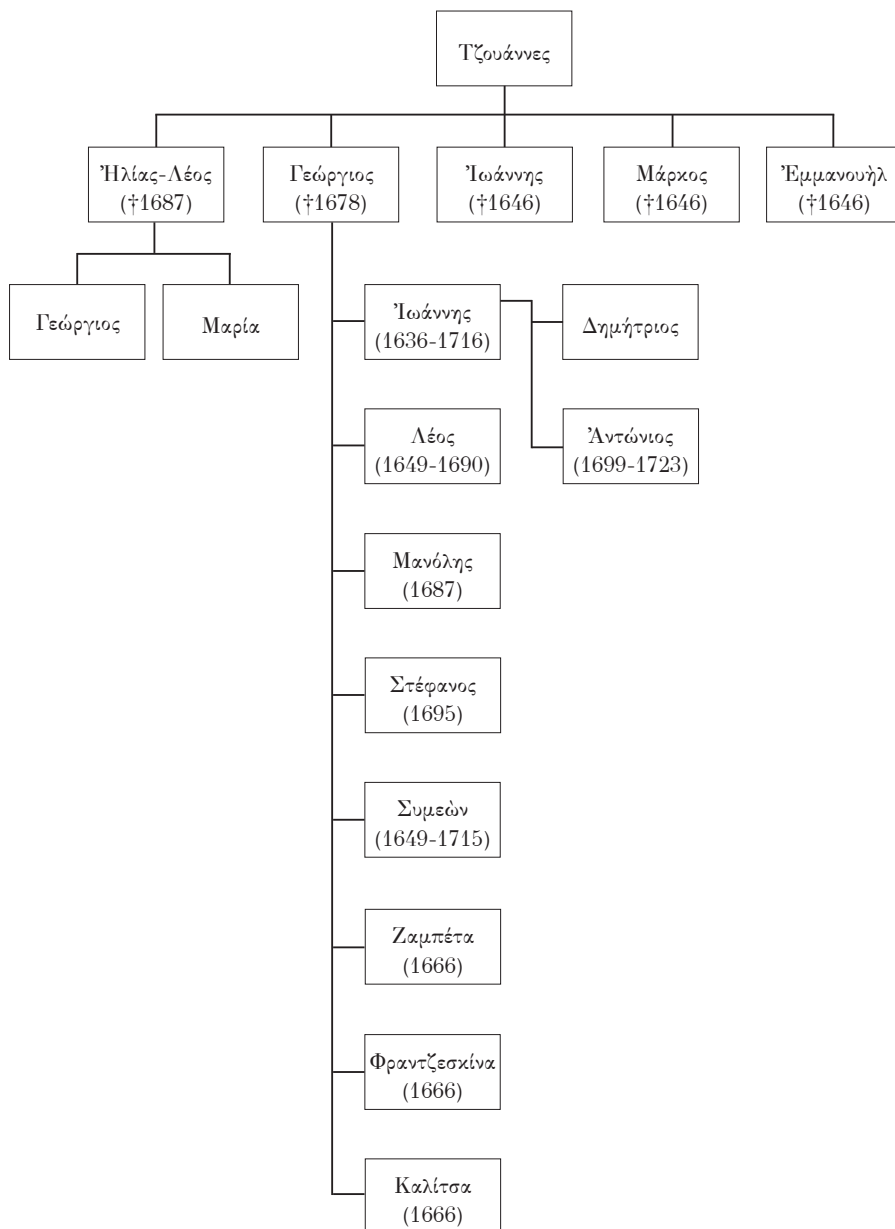 Τζουάννες
Ἠλίας-Λέος
(†1687)
Γεώργιος
(†1678)
Ἰωάννης
(†1646)
Μάρκος
(†1646)
Ἐμμανουὴλ
(†1646)
Γεώργιος
Μαρία
Ἰωάννης
(1636-1716)
Δημήτριος
Λέος
(1649-1690)
Ἀντώνιος
(1699-1723)
Μανόλης
(1687)
Στέφανος
(1695)
Συμεὼν
(1649-1715)
Ζαμπέτα
(1666)
Φραντζεσκίνα
(1666)
Καλίτσα
(1666)